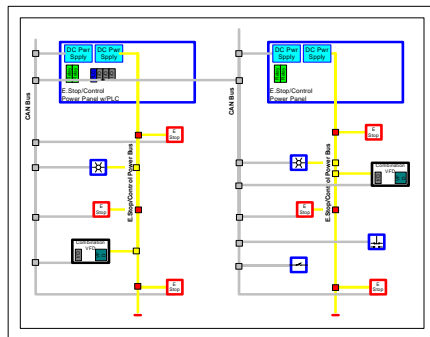 DC Pwr
Spply
DC Pwr
Spply
E.Stop/Control
Power Panel w/PLC
CAN Bus
E.Stop/Control Power Bus
E
Stop
E
Stop
Combination
VFD
E
Stop
DC Pwr
Spply
DC Pwr
Spply
E.Stop/Control
Power Panel
CAN Bus
E.Stop/Control Power Bus
E
Stop
Combination
VFD
E
Stop
E
Stop